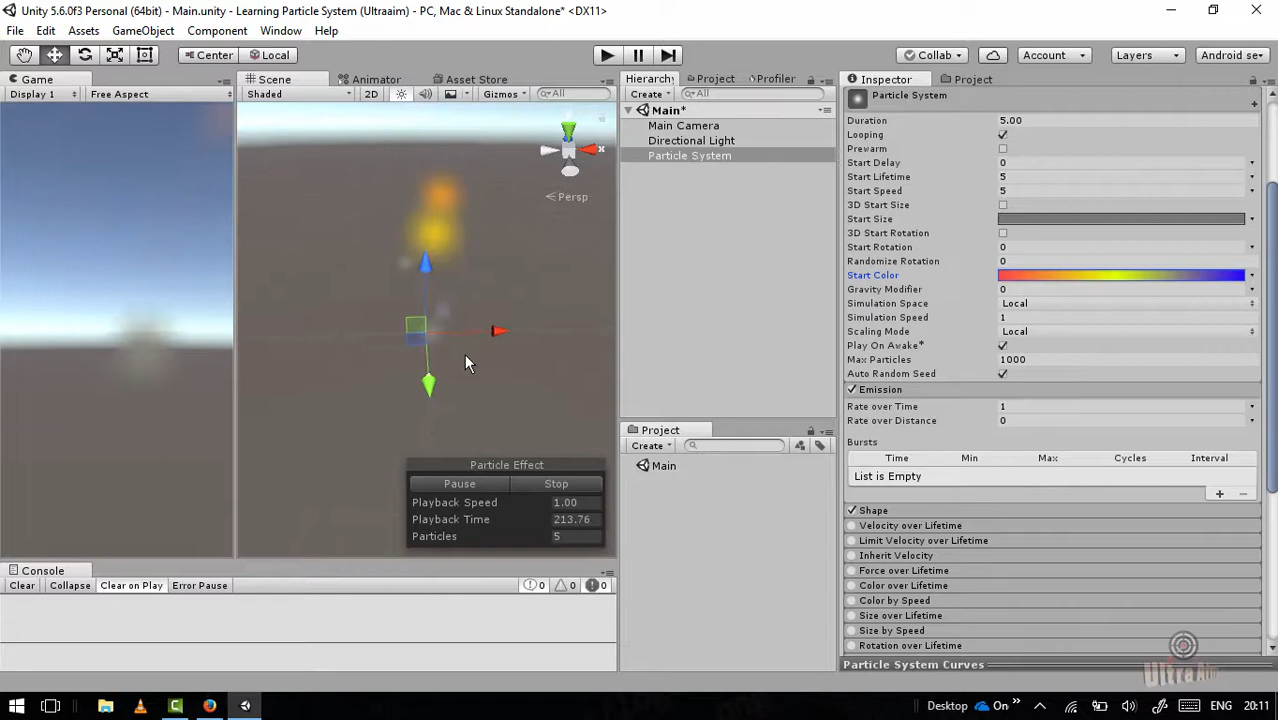 Unity 5.6.0f3 Personal (64bit) - Main.unity - Learning Particle System (Ultraaim) - PC, Mac & Linux Standalone* <DX11>
File Edit Assets GameObject Component Window Help
Center Local Collab Account Layers Android se
Game Scene Animator Asset Store Hierarchy Project Profiler Inspector Project
Display 1 Free Aspect Shaded 2D Gizmos All Create All Particle System
Main*
Main Camera
Directional Light
Particle System
x
Persp
Duration 5.00
Looping
Prewarm
Start Delay 0
Start Lifetime 5
Start Speed 5
3D Start Size
Start Size
3D Start Rotation
Start Rotation 0
Randomize Rotation 0
Start Color
Gravity Modifier 0
Simulation Space Local
Simulation Speed 1
Scaling Mode Local
Play On Awake*
Max Particles 1000
Auto Random Seed
Emission
Rate over Time 1
Rate over Distance 0
Bursts
Time Min Max Cycles Interval
List is Empty
Shape
Velocity over Lifetime
Limit Velocity over Lifetime
Inherit Velocity
Force over Lifetime
Color over Lifetime
Color by Speed
Size over Lifetime
Size by Speed
Rotation over Lifetime
Particle System Curves
Project
Create
Main
Particle Effect
Pause Stop
Playback Speed 1.00
Playback Time 213.76
Particles 5
Console
Clear Collapse Clear on Play Error Pause 0 0 0
Ultra Aim
Desktop On ENG 20:11